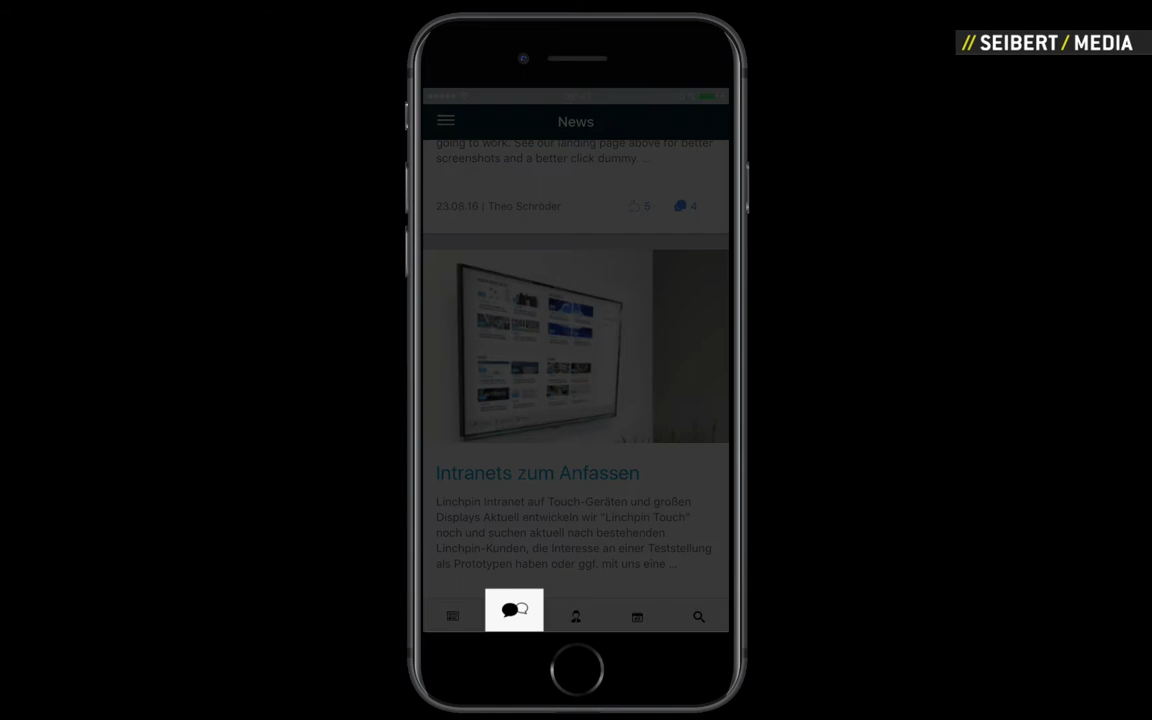 // SEIBERT / MEDIA
News
going to work. See our landing page above for better
screenshots and a better click dummy. ...
23.08.16 | Theo Schröder
5
4
Intranets zum Anfassen
Linchpin Intranet auf Touch-Geräten und großen
Displays Aktuell entwickeln wir "Linchpin Touch"
noch und suchen aktuell nach bestehenden
Linchpin-Kunden, die Interesse an einer Teststellung
als Prototypen haben oder ggf. mit uns eine ...